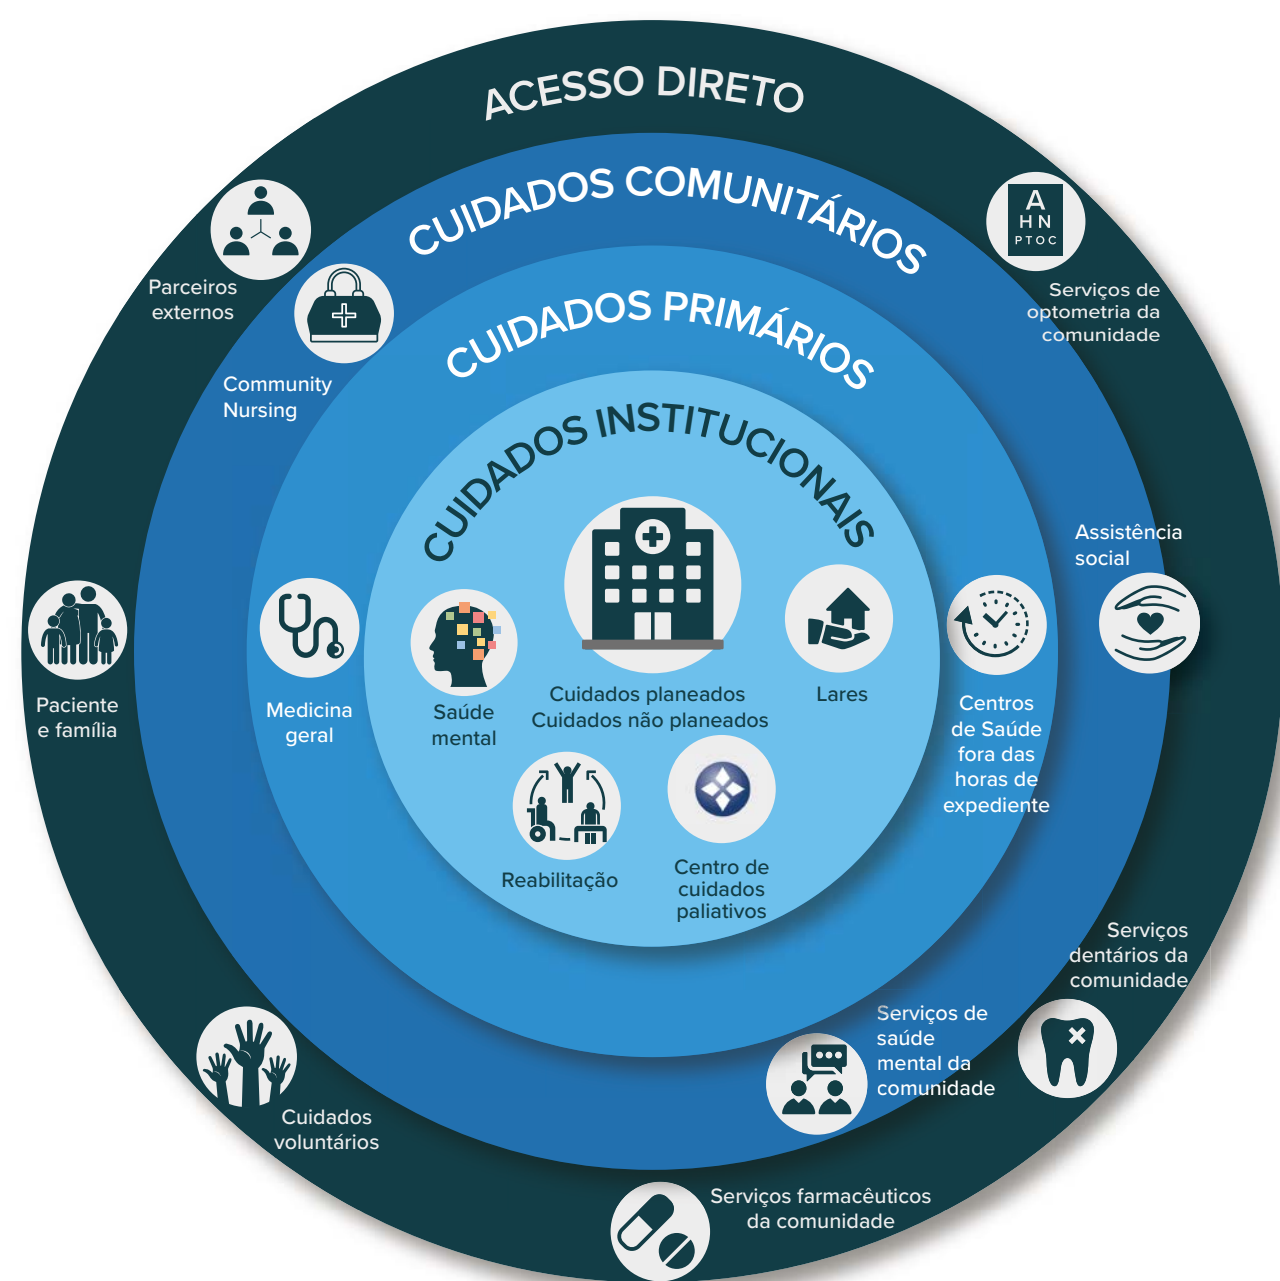 ACESSO DIRETO
CUIDADOS COMUNITÁRIOS
CUIDADOS PRIMÁRIOS
CUIDADOS INSTITUCIONAIS
Parceiros
externos
Community
Nursing
A
H N
P T O C
Serviços de
optometria da
comunidade
Assistência
social
Paciente
e família
Medicina
geral
Saúde
mental
Cuidados planeados
Cuidados não planeados
Lares
Centros
de Saúde
fora das
horas de
expediente
Reabilitação
Centro de
cuidados
paliativos
Serviços
dentários da
comunidade
Serviços de
saúde
mental da
comunidade
Cuidados
voluntários
Serviços farmacêuticos
da comunidade